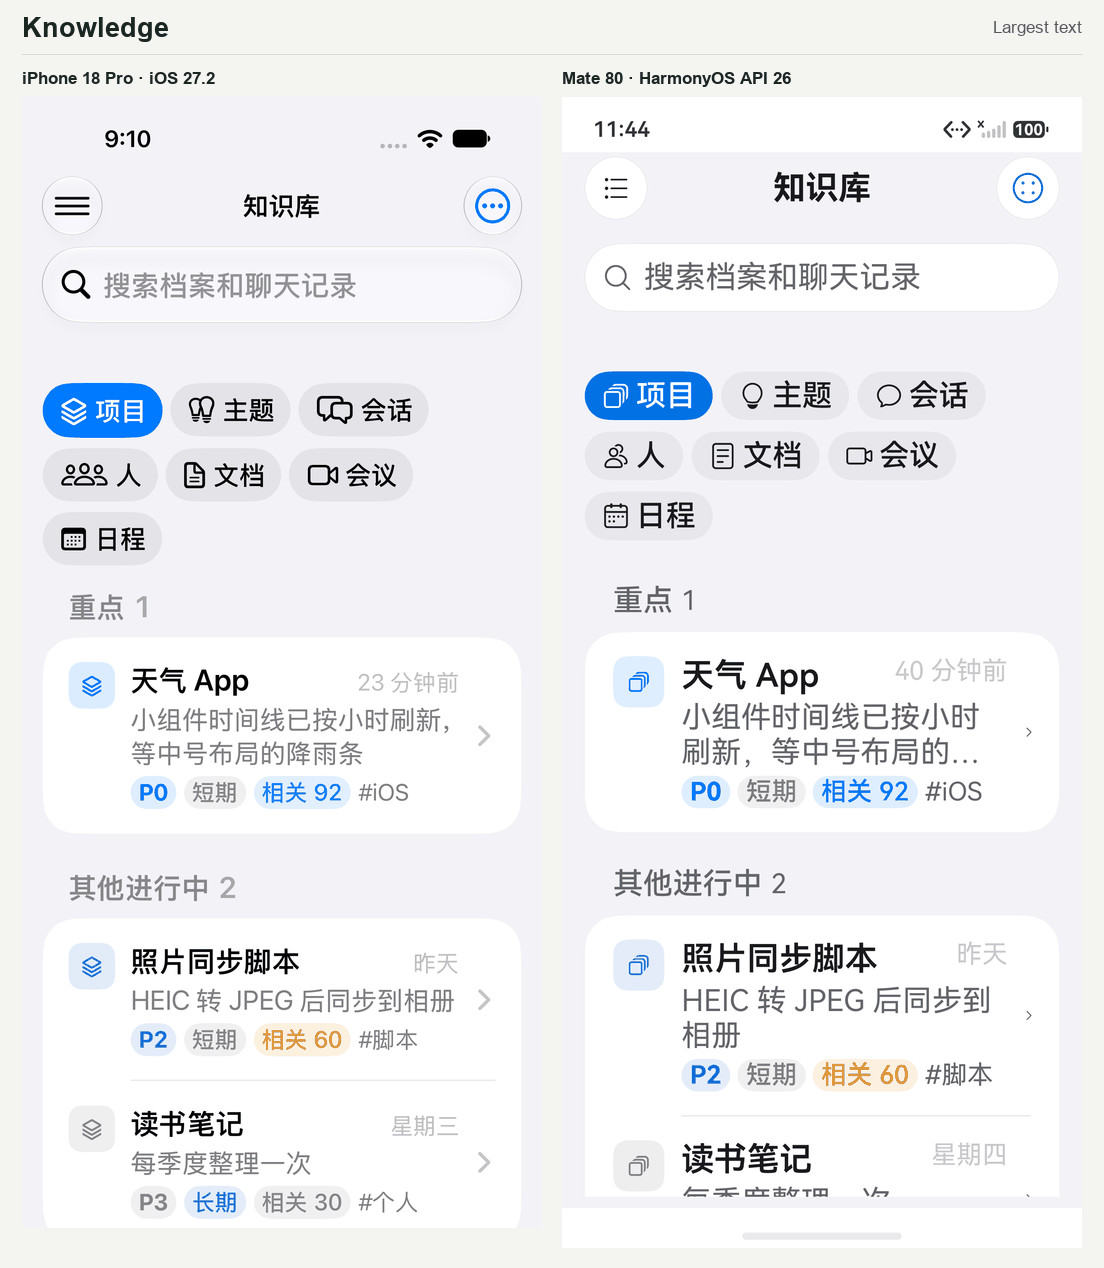 Knowledge
Largest text
iPhone 18 Pro · iOS 27.2
9:10
知识库
搜索档案和聊天记录
项目 主题 会话
人 文档 会议
日程
重点 1
天气 App 23 分钟前
小组件时间线已按小时刷新，
等中号布局的降雨条
P0 短期 相关 92 #iOS
其他进行中 2
照片同步脚本 昨天
HEIC 转 JPEG 后同步到相册
P2 短期 相关 60 #脚本
读书笔记 星期三
每季度整理一次
P3 长期 相关 30 #个人
Mate 80 · HarmonyOS API 26
11:44 100
知识库
搜索档案和聊天记录
项目 主题 会话
人 文档 会议
日程
重点 1
天气 App 40 分钟前
小组件时间线已按小时
刷新，等中号布局的…
P0 短期 相关 92 #iOS
其他进行中 2
照片同步脚本 昨天
HEIC 转 JPEG 后同步到
相册
P2 短期 相关 60 #脚本
读书笔记 星期四
每季度整理一次